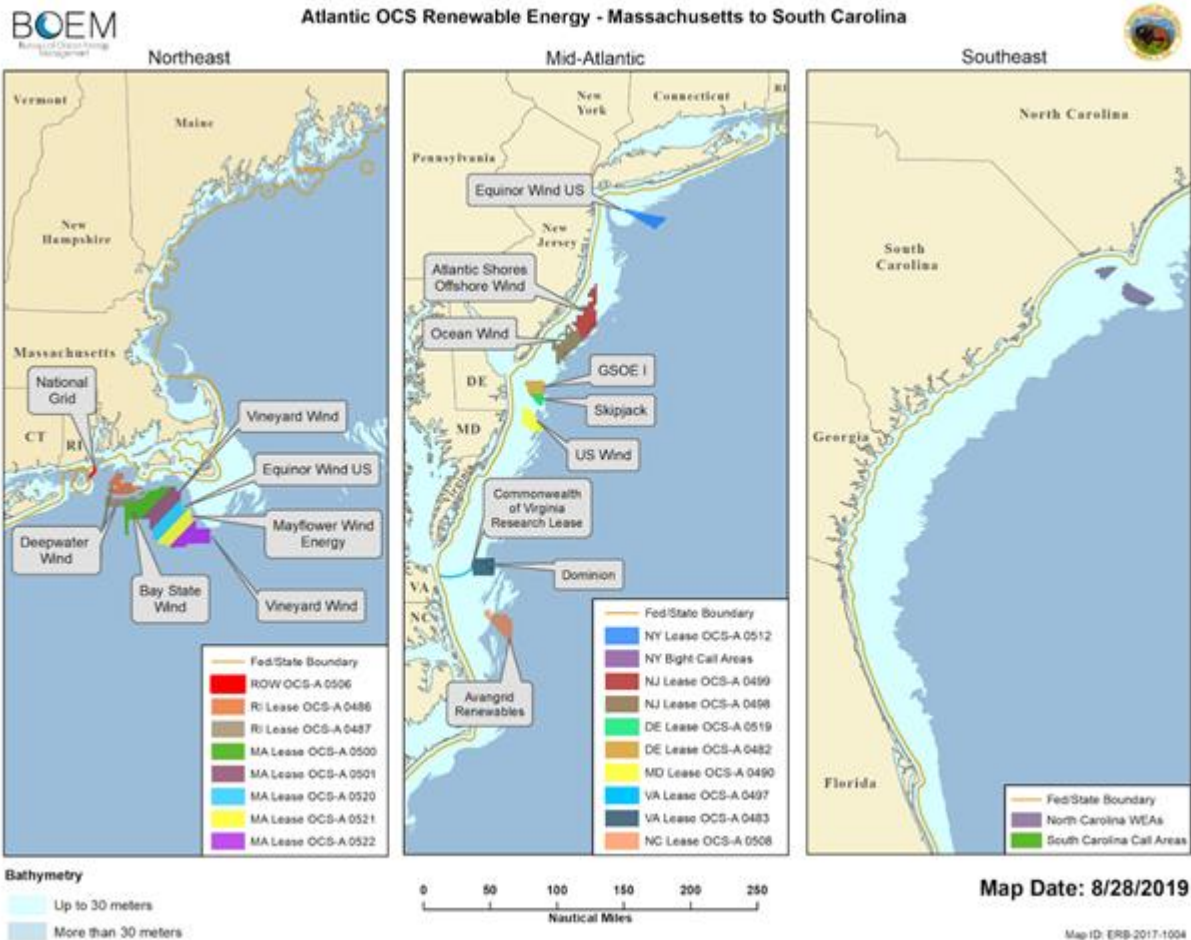 BOEM
Bureau of Ocean Energy
Management
Atlantic OCS Renewable Energy - Massachusetts to South Carolina
Northeast
Vermont
Maine
New
Hampshire
Massachusetts
National
Grid
CT
RI
Vineyard Wind
Equinor Wind US
Mayflower Wind
Energy
Deepwater
Wind
Bay State
Wind
Vineyard Wind
Fed/State Boundary
ROW OCS-A 0506
RI Lease OCS-A 0486
RI Lease OCS-A 0487
MA Lease OCS-A 0500
MA Lease OCS-A 0501
MA Lease OCS-A 0520
MA Lease OCS-A 0521
MA Lease OCS-A 0522
Mid-Atlantic
New
York
Connecticut
RI
Pennsylvania
Equinor Wind US
New
Jersey
Atlantic Shores
Offshore Wind
Ocean Wind
DE
GSOE I
Skipjack
MD
US Wind
Virginia
Commonwealth
of Virginia
Research Lease
Dominion
VA
NC
Avangrid
Renewables
Fed/State Boundary
NY Lease OCS-A 0512
NY Bight Call Areas
NJ Lease OCS-A 0499
NJ Lease OCS-A 0498
DE Lease OCS-A 0519
DE Lease OCS-A 0482
MD Lease OCS-A 0490
VA Lease OCS-A 0497
VA Lease OCS-A 0483
NC Lease OCS-A 0508
Southeast
North Carolina
South
Carolina
Georgia
Florida
Fed/State Boundary
North Carolina WEAs
South Carolina Call Areas
Bathymetry
Up to 30 meters
More than 30 meters
0 50 100 150 200 250
Nautical Miles
Map Date: 8/28/2019
Map ID: ERB-2017-1004